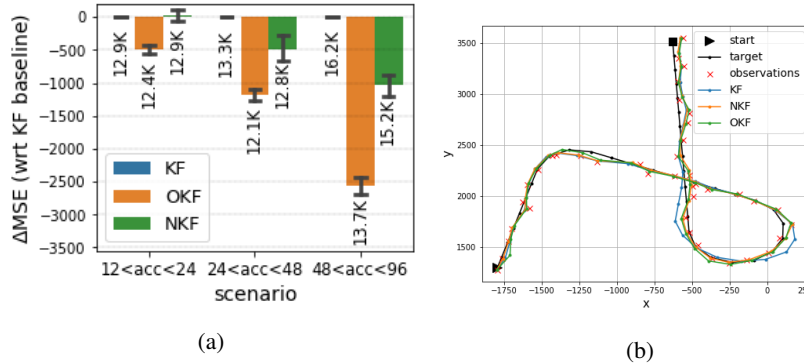 0
−500
−1000
−1500
−2000
−2500
−3000
−3500
ΔMSE (wrt KF baseline)
12.9K
12.4K
12.9K
13.3K
12.1K
12.8K
16.2K
13.7K
15.2K
KF
OKF
NKF
12<acc<24 24<acc<48 48<acc<96
scenario
(a)
3500
3000
2500
2000
1500
y
start
target
observations
KF
NKF
OKF
−1750 −1500 −1250 −1000 −750 −500 −250 0
x
(b)